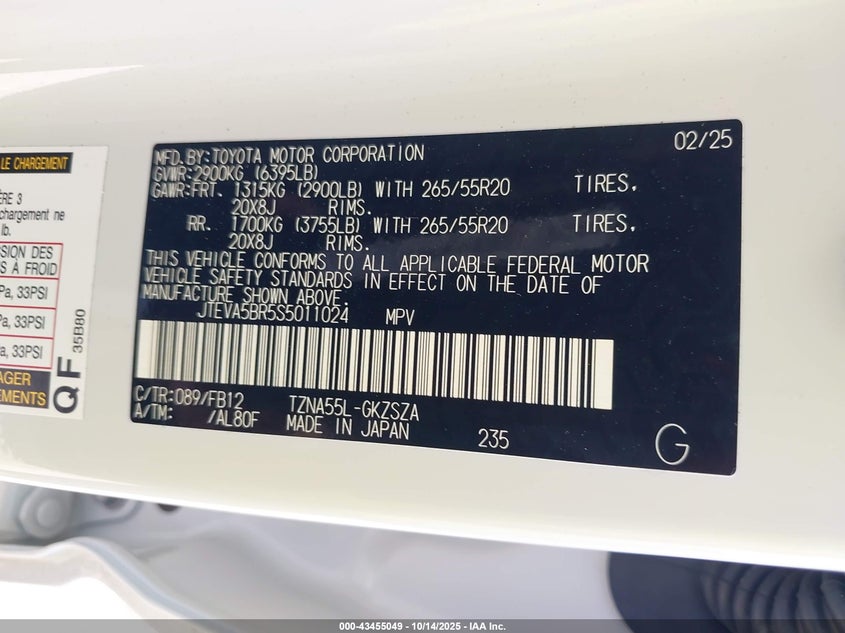 LE CHARGEMENT
ÈRE 3
chargement ne
lb.
SION DES
S À FROID
Pa, 33PSI
Pa, 33PSI
a, 33PSI
AGER
EMENTS
QF 35B80
MFD.BY:TOYOTA MOTOR CORPORATION 02/25
GVWR:2900KG (6395LB)
GAWR:FRT. 1315KG (2900LB) WITH 265/55R20 TIRES,
20X8J RIMS.
RR. 1700KG (3755LB) WITH 265/55R20 TIRES,
20X8J RIMS.
THIS VEHICLE CONFORMS TO ALL APPLICABLE FEDERAL MOTOR
VEHICLE SAFETY STANDARDS IN EFFECT ON THE DATE OF
MANUFACTURE SHOWN ABOVE.
JTEVA5BR5S5011024 MPV
C/TR:089/FB12 TZNA55L-GKZSZA
A/TM: /AL80F MADE IN JAPAN 235 G
000-43455049 - 10/14/2025 - IAA Inc.